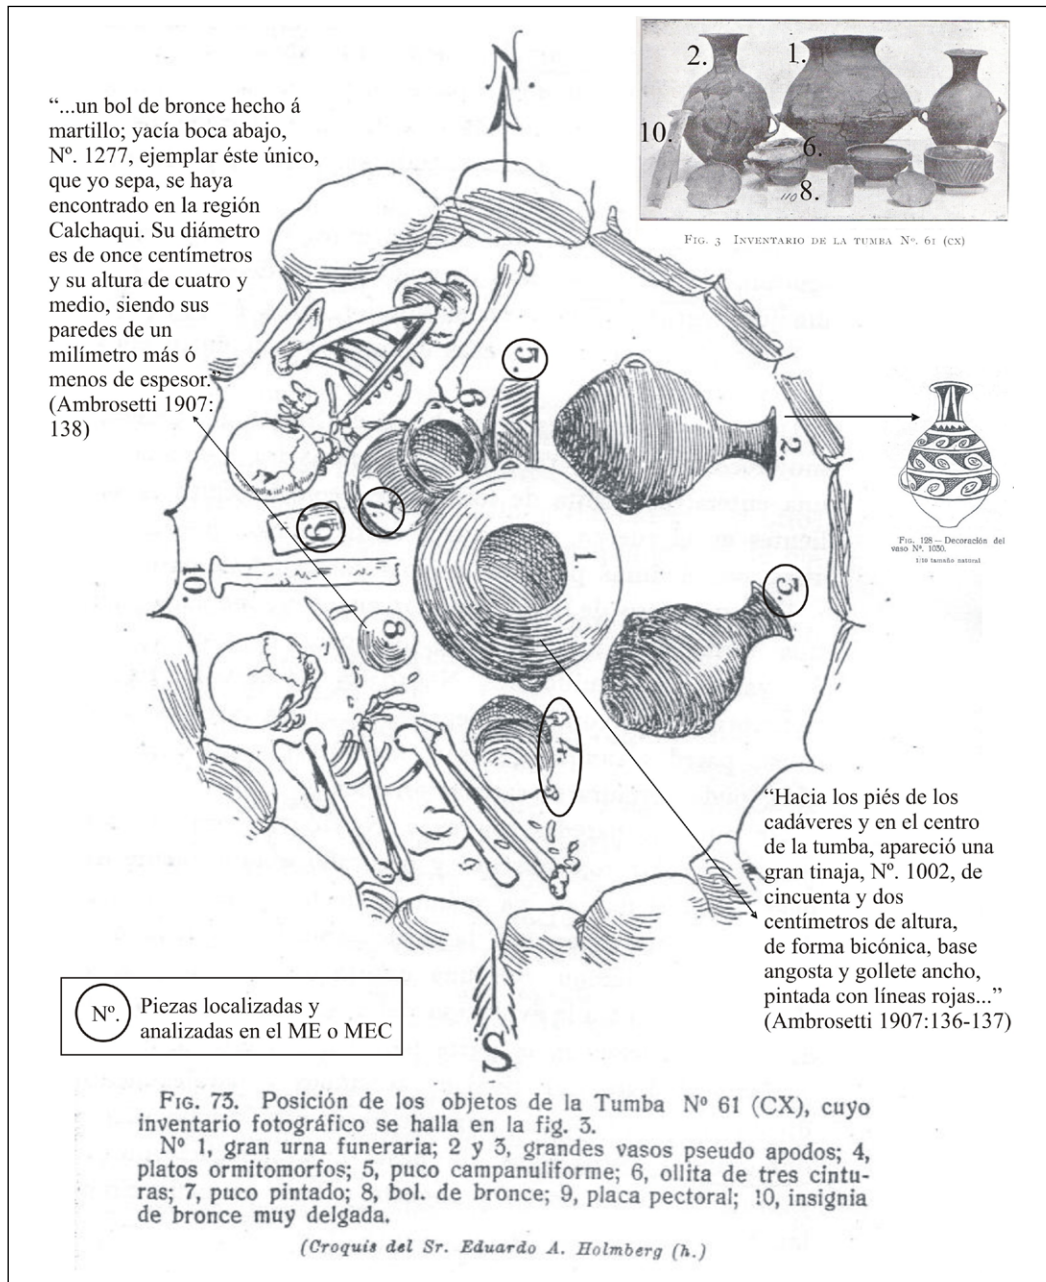 N.
“...un bol de bronce hecho á
martillo; yacía boca abajo,
Nº. 1277, ejemplar éste único,
que yo sepa, se haya
encontrado en la región
Calchaqui. Su diámetro
es de once centímetros
y su altura de cuatro y
medio, siendo sus
paredes de un
milímetro más ó
menos de espesor.”
(Ambrosetti 1907:
138)
2.
1.
10.
6.
8.
110
FIG. 3 INVENTARIO DE LA TUMBA Nº. 61 (CX)
5.
6
2.
7.
9.
1.
10.
8
3.
4.
FIG. 128 — Decoración del
vaso Nº. 1030.
1/10 tamaño natural
“Hacia los piés de los
cadáveres y en el centro
de la tumba, apareció una
gran tinaja, Nº. 1002, de
cincuenta y dos
centímetros de altura,
de forma bicónica, base
angosta y gollete ancho,
pintada con líneas rojas...”
(Ambrosetti 1907:136-137)
Nº.
Piezas localizadas y
analizadas en el ME o MEC
S
FIG. 73. Posición de los objetos de la Tumba Nº 61 (CX), cuyo
inventario fotográfico se halla en la fig. 3.
Nº 1, gran urna funeraria; 2 y 3, grandes vasos pseudo apodos; 4,
platos ormitomorfos; 5, puco campanuliforme; 6, ollita de tres cintu-
ras; 7, puco pintado; 8, bol. de bronce; 9, placa pectoral; 10, insignia
de bronce muy delgada.
(Croquis del Sr. Eduardo A. Holmberg (h.)